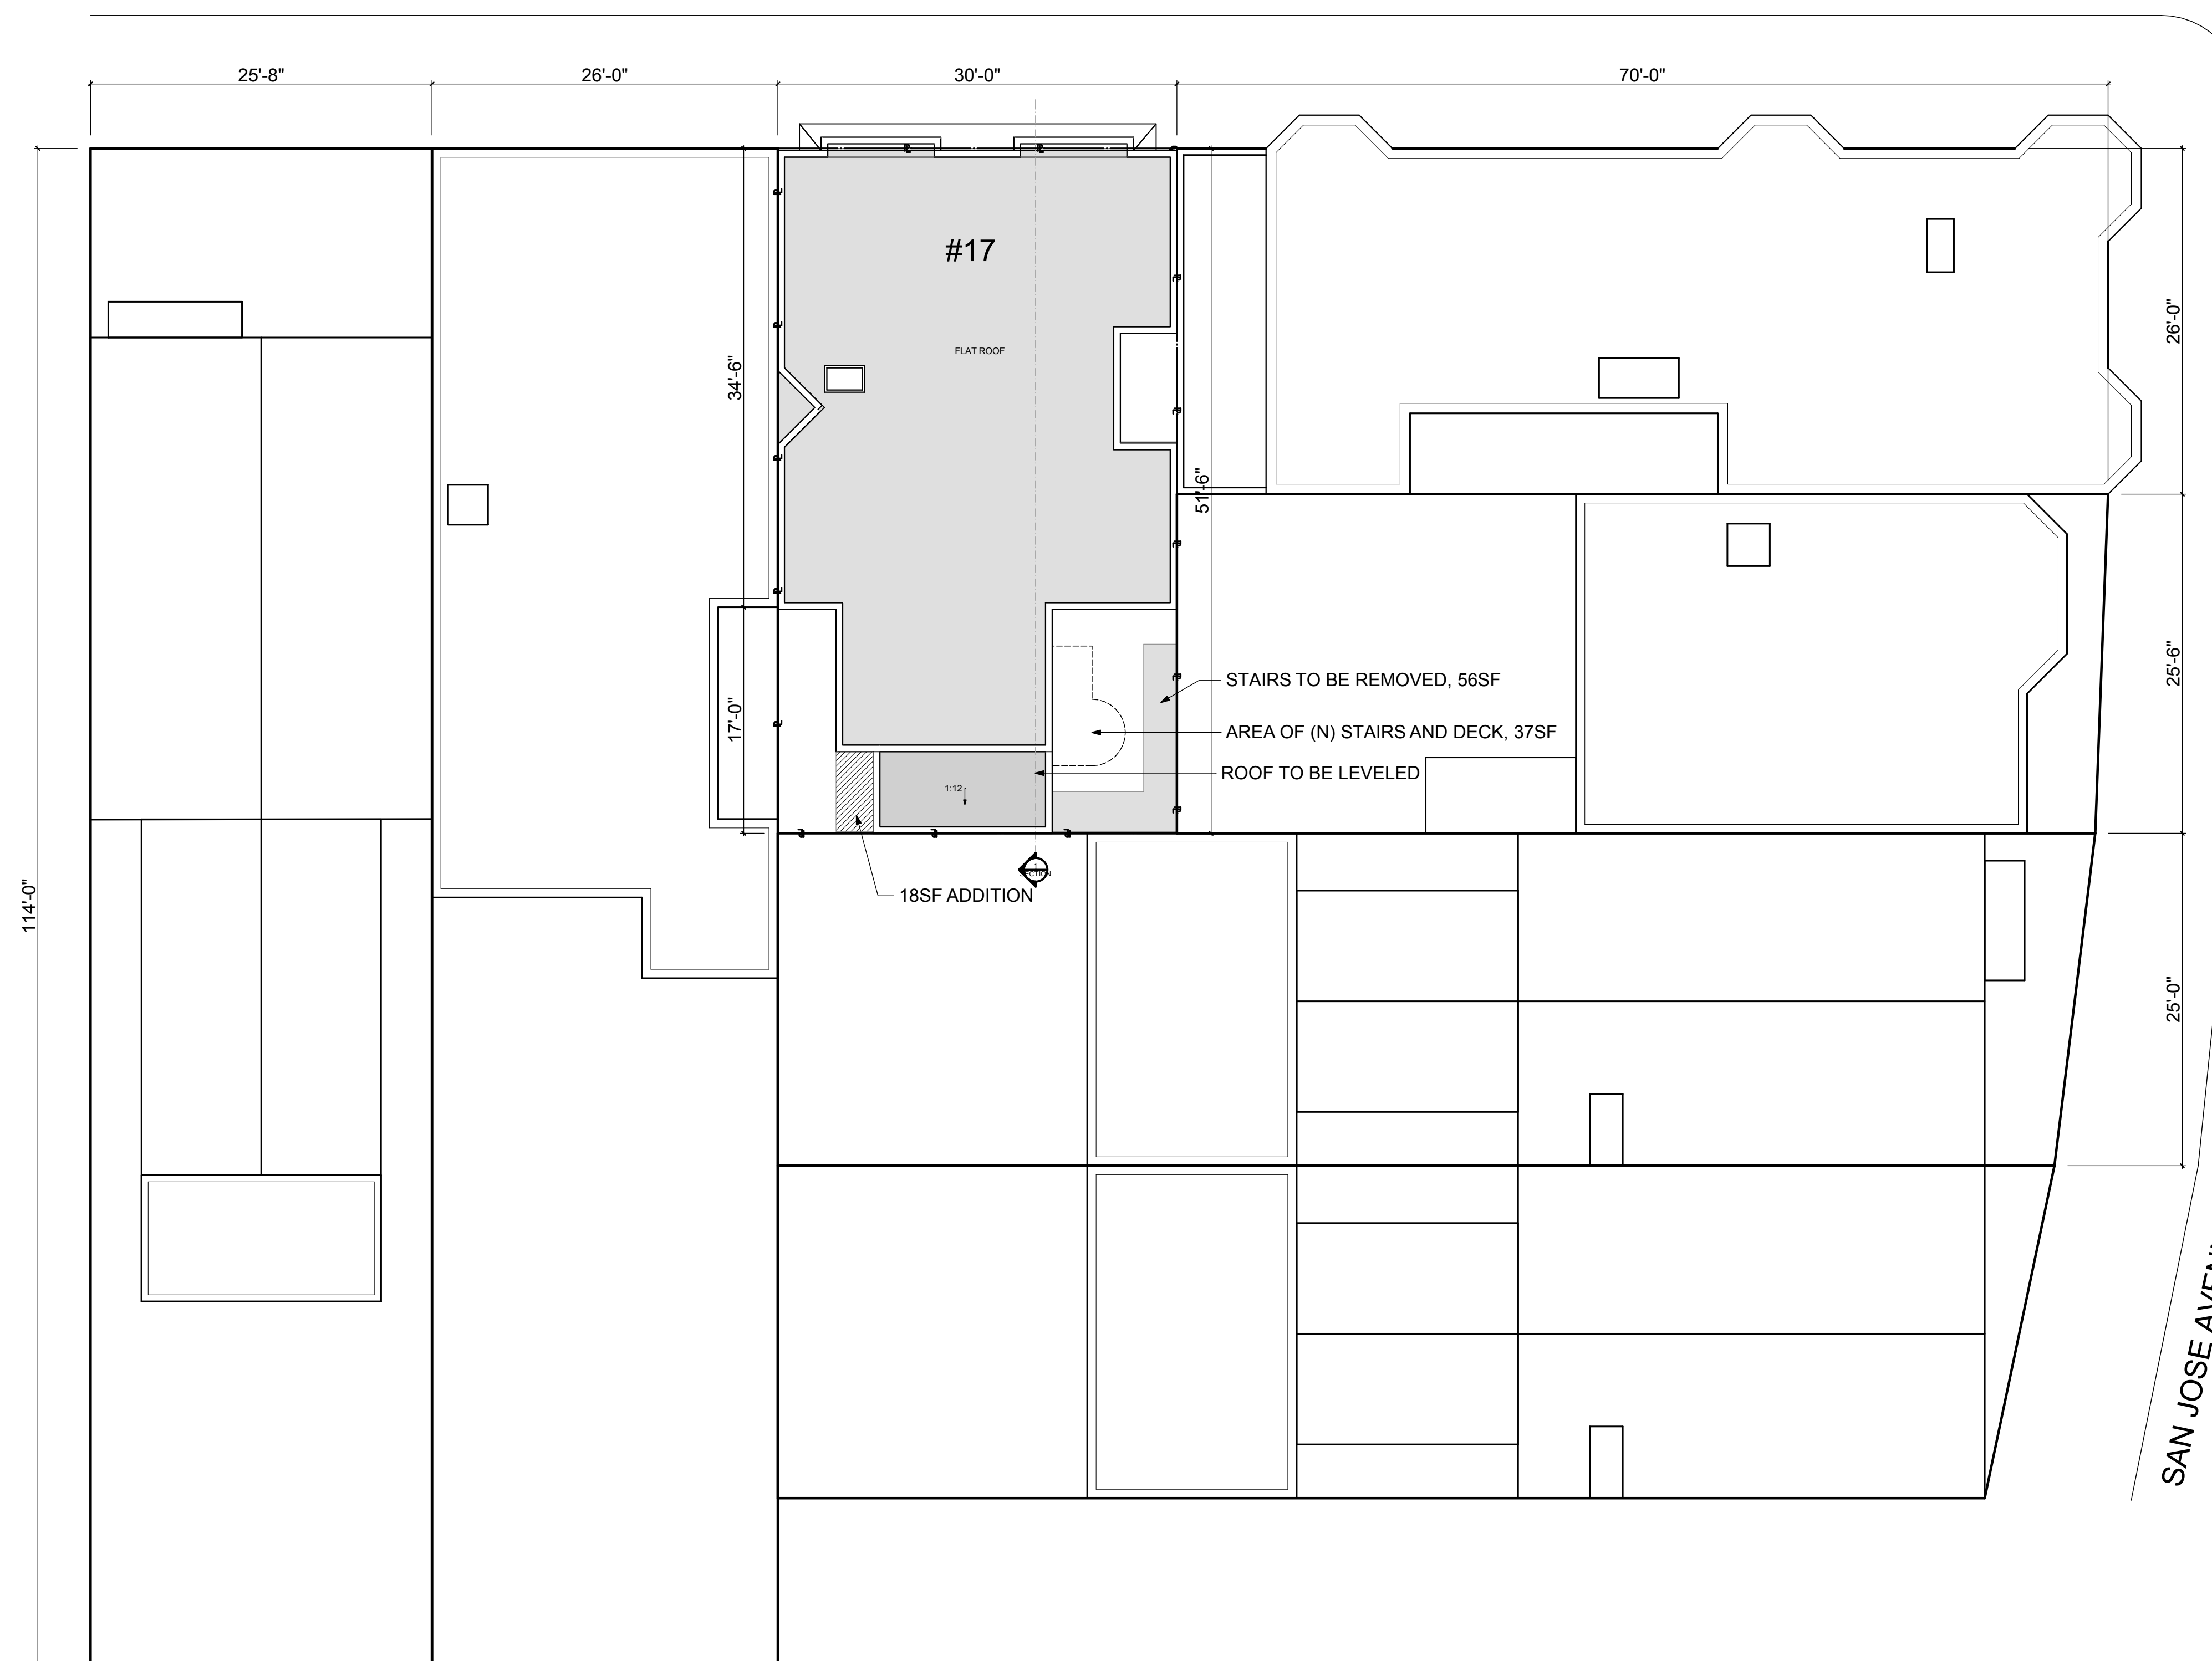 25'-8"
26'-0"
30'-0"
70'-0"
#17
FLAT ROOF
34'-6"
51'-6"
26'-0"
25'-6"
17'-0"
STAIRS TO BE REMOVED, 56SF
AREA OF (N) STAIRS AND DECK, 37SF
ROOF TO BE LEVELED
1:12
1
SECTION
18SF ADDITION
114'-0"
25'-0"
SAN JOSE